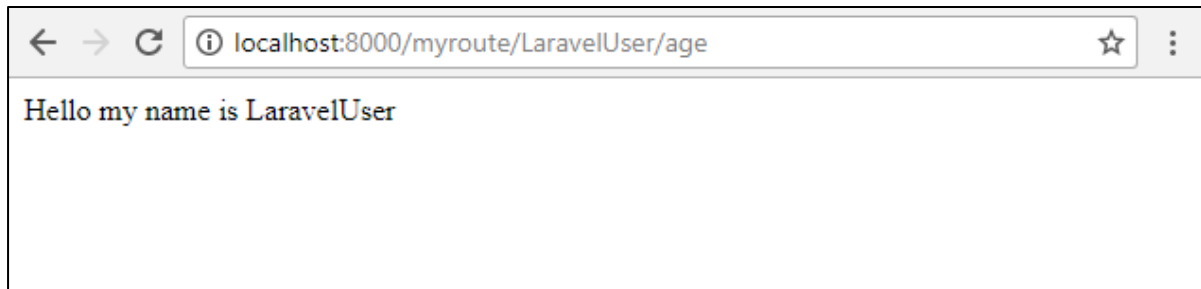 localhost:8000/myroute/LaravelUser/age
Hello my name is LaravelUser